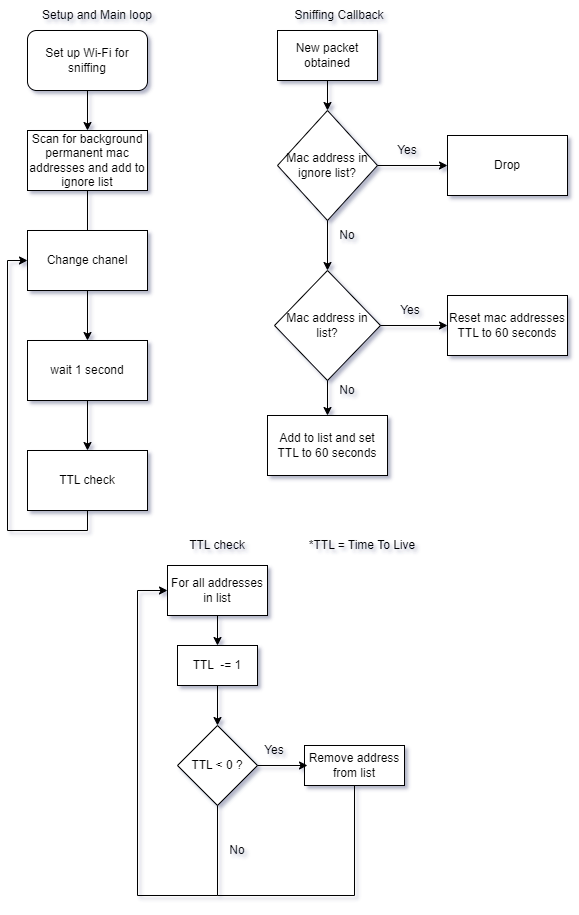 Setup and Main loop
Set up Wi-Fi for
sniffing
Scan for background
permanent mac
addresses and add to
ignore list
Change chanel
wait 1 second
TTL check
Sniffing Callback
New packet
obtained
Mac address in
ignore list?
Yes
Drop
No
Mac address in
list?
Yes
Reset mac addresses
TTL to 60 seconds
No
Add to list and set
TTL to 60 seconds
TTL check
*TTL = Time To Live
For all addresses
in list
TTL -= 1
TTL < 0 ?
Yes
Remove address
from list
No